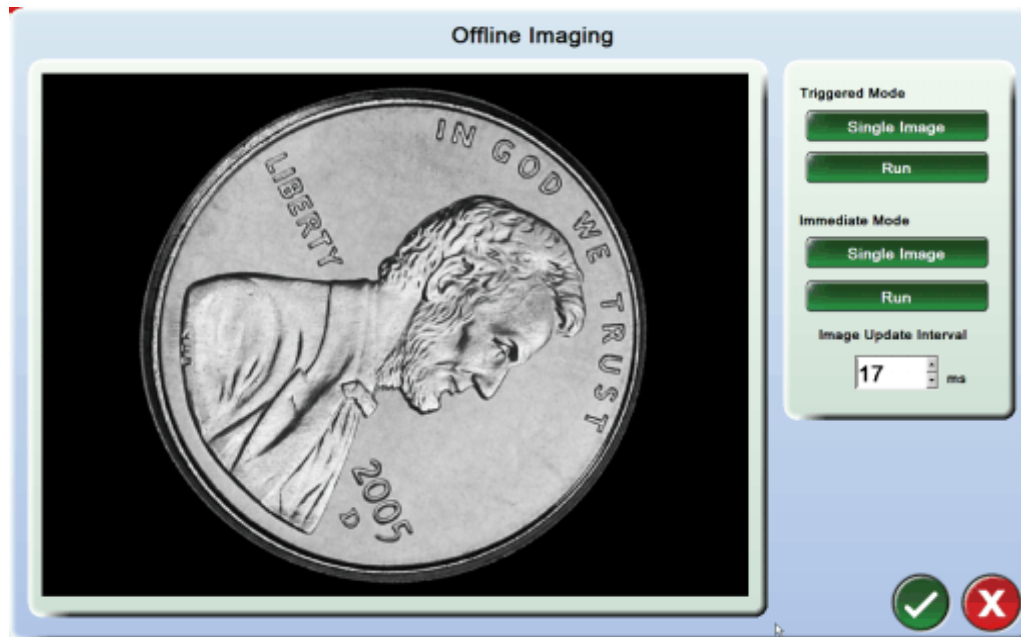 Offline Imaging
IN GOD WE TRUST
LIBERTY
2005
D
Triggered Mode
Single Image
Run
Immediate Mode
Single Image
Run
Image Update Interval
17 ms